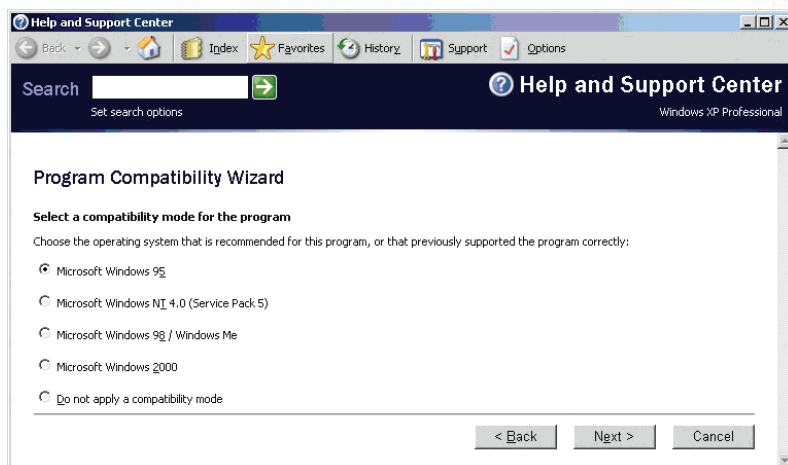 Help and Support Center
Back Index Favorites History Support Options
Search Help and Support Center
Set search options Windows XP Professional
Program Compatibility Wizard
Select a compatibility mode for the program
Choose the operating system that is recommended for this program, or that previously supported the program correctly:
Microsoft Windows 95
Microsoft Windows NT 4.0 (Service Pack 5)
Microsoft Windows 98 / Windows Me
Microsoft Windows 2000
Do not apply a compatibility mode
< Back Next > Cancel